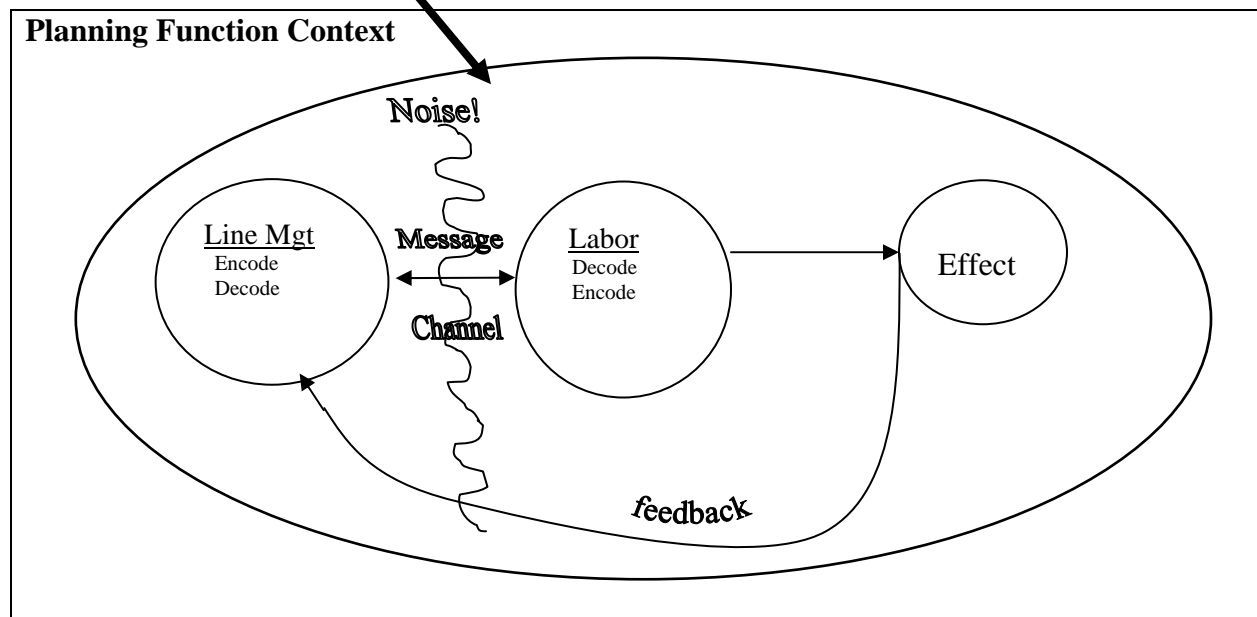 Planning Function Context
Noise!
Line Mgt
Encode
Decode
Message
Channel
Labor
Decode
Encode
Effect
feedback